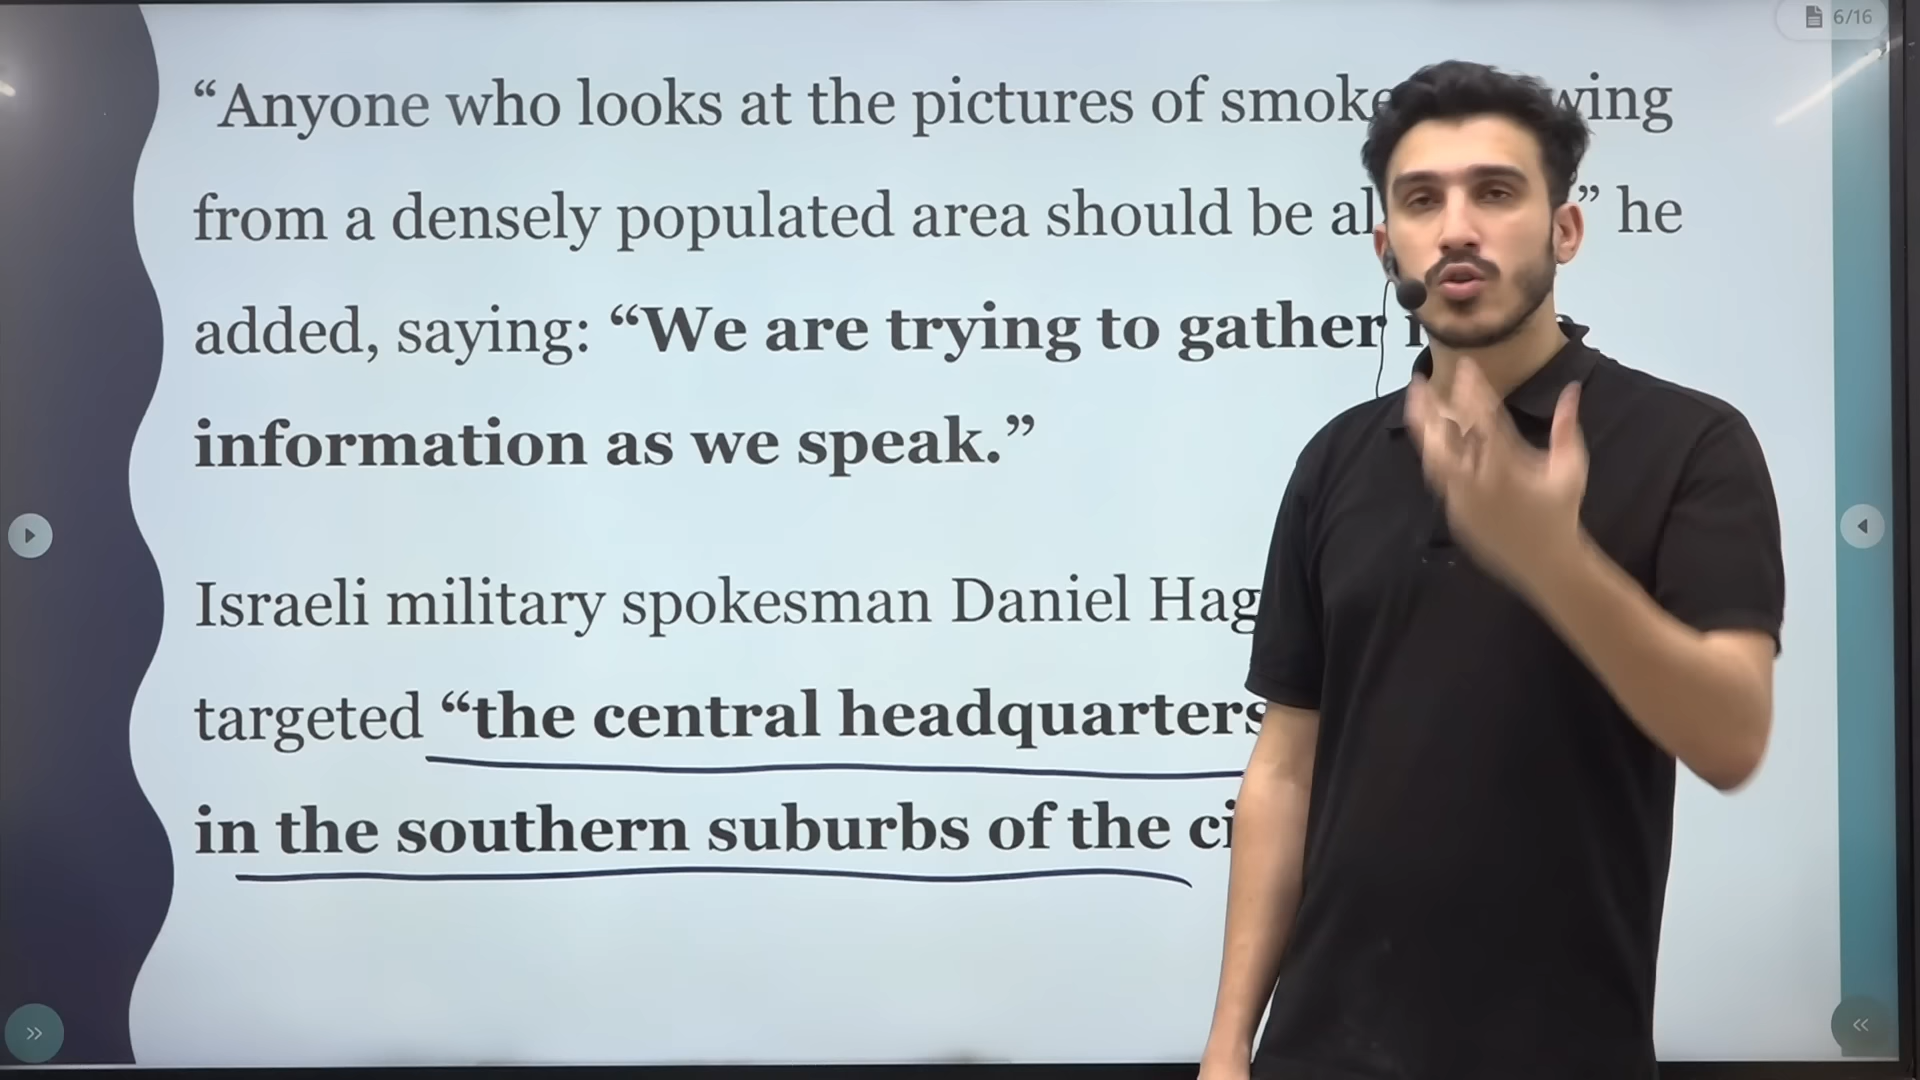 6/16
“Anyone who looks at the pictures of smoke
from a densely populated area should be ” he
added, saying: “We are trying to gather
information as we speak.”
Israeli military spokesman Daniel
targeted “the central headquarters
in the southern suburbs of the